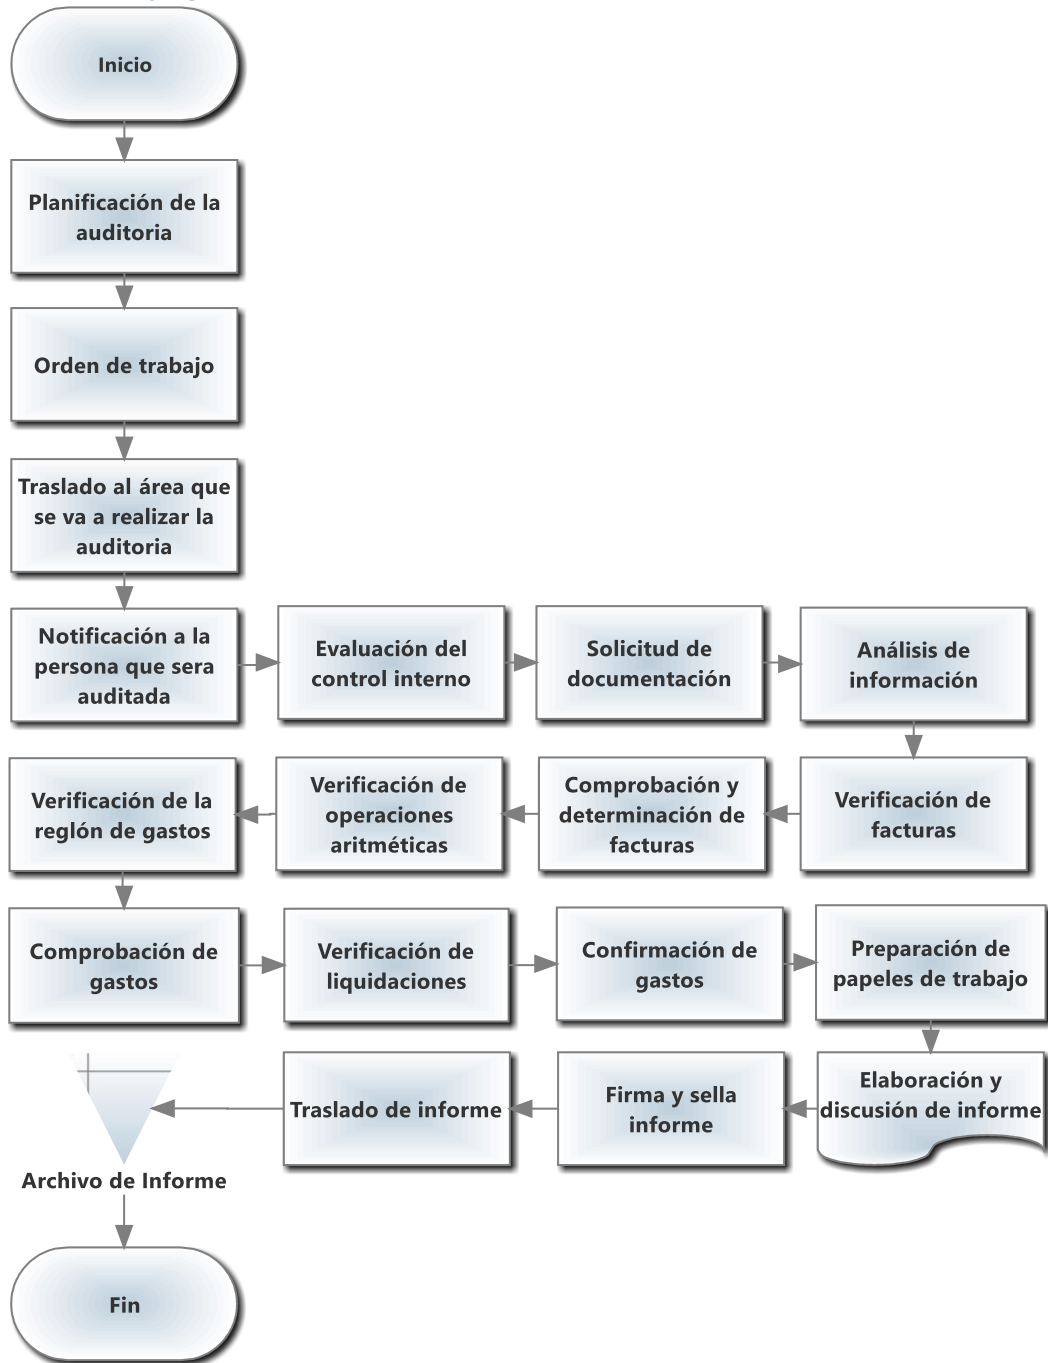 Inicio
Planificación de la
auditoria
Orden de trabajo
Traslado al área que
se va a realizar la
auditoria
Notificación a la
persona que sera
auditada
Evaluación del
control interno
Solicitud de
documentación
Análisis de
información
Verificación de
facturas
Comprobación y
determinación de
facturas
Verificación de
operaciones
aritméticas
Verificación de la
reglón de gastos
Comprobación de
gastos
Verificación de
liquidaciones
Confirmación de
gastos
Preparación de
papeles de trabajo
Elaboración y
discusión de informe
Firma y sella
informe
Traslado de informe
Archivo de Informe
Fin